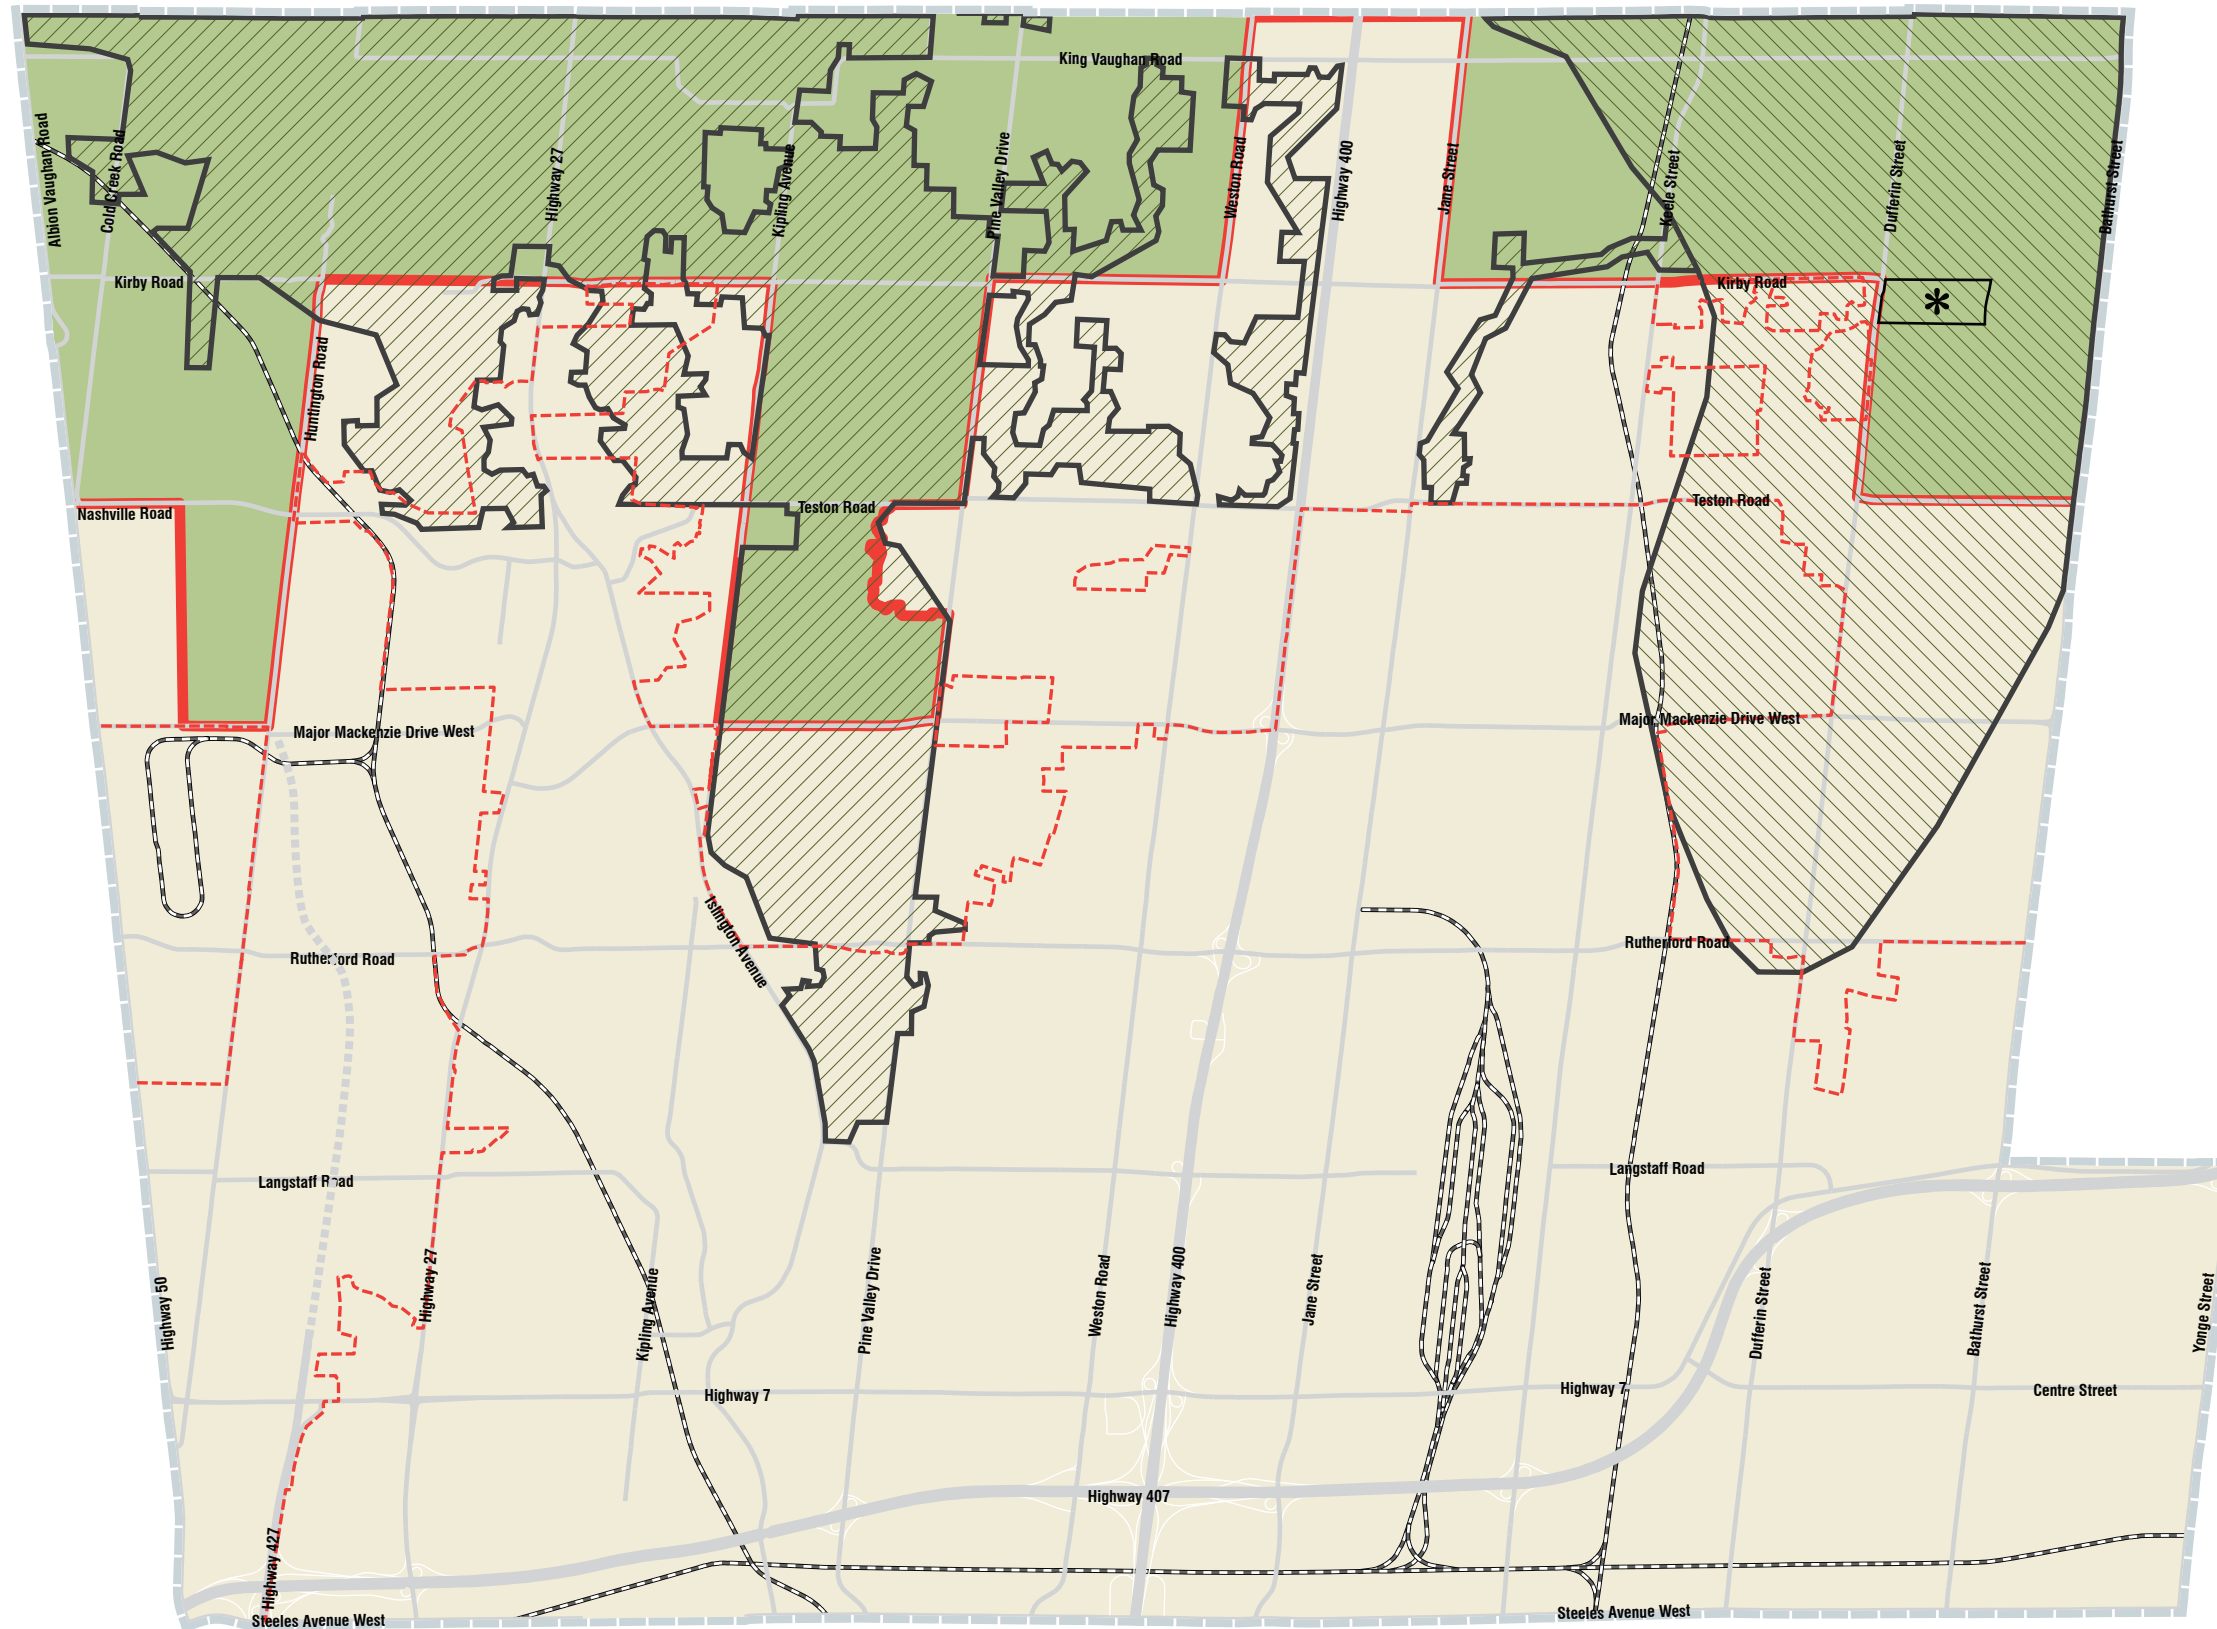 King Vaughan Road
Albion Vaughan Road
Cold Creek Road
Highway 27
Kipling Avenue
Pine Valley Drive
Weston Road
Highway 400
Jane Street
Keele Street
Dufferin Street
Bathurst Street
Kirby Road
Kirby Road
*
Huntington Road
Nashville Road
Teston Road
Teston Road
Major Mackenzie Drive West
Major Mackenzie Drive West
Islington Avenue
Rutherford Road
Rutherford Road
Langstaff Road
Langstaff Road
Highway 50
Highway 27
Kipling Avenue
Pine Valley Drive
Weston Road
Highway 400
Jane Street
Dufferin Street
Bathurst Street
Yonge Street
Highway 7
Highway 7
Centre Street
Highway 407
Highway 427
Steeles Avenue West
Steeles Avenue West